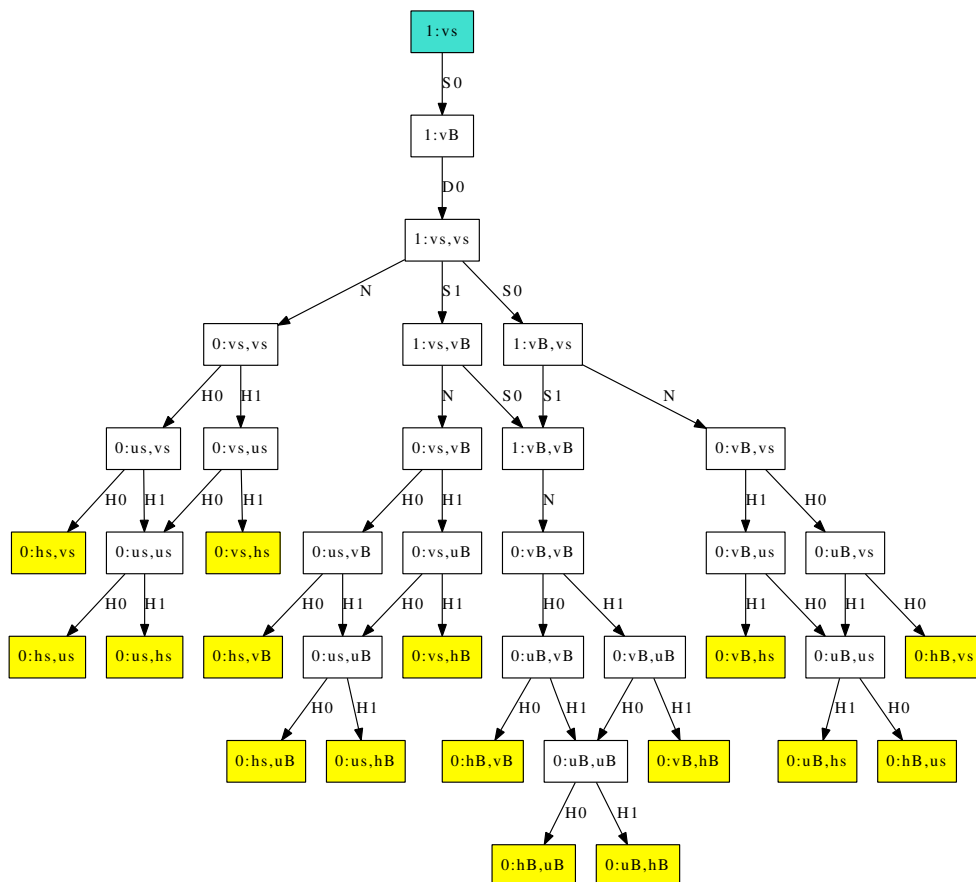 1:vs
S0
1:vB
D0
1:vs,vs
N S1 S0
0:vs,vs 1:vs,vB 1:vB,vs
H0 H1 N S0 S1 N
0:us,vs 0:vs,us 0:vs,vB 1:vB,vB 0:vB,vs
H0 H1 H0 H1 H0 H1 N H1 H0
0:hs,vs 0:us,us 0:vs,hs 0:us,vB 0:vs,uB 0:vB,vB 0:vB,us 0:uB,vs
H0 H1 H0 H1 H0 H1 H0 H1 H1 H0 H1 H0
0:hs,us 0:us,hs 0:hs,vB 0:us,uB 0:vs,hB 0:uB,vB 0:vB,uB 0:vB,hs 0:uB,us 0:hB,vs
H0 H1 H0 H1 H0 H1 H1 H0
0:hs,uB 0:us,hB 0:hB,vB 0:uB,uB 0:vB,hB 0:uB,hs 0:hB,us
H0 H1
0:hB,uB 0:uB,hB